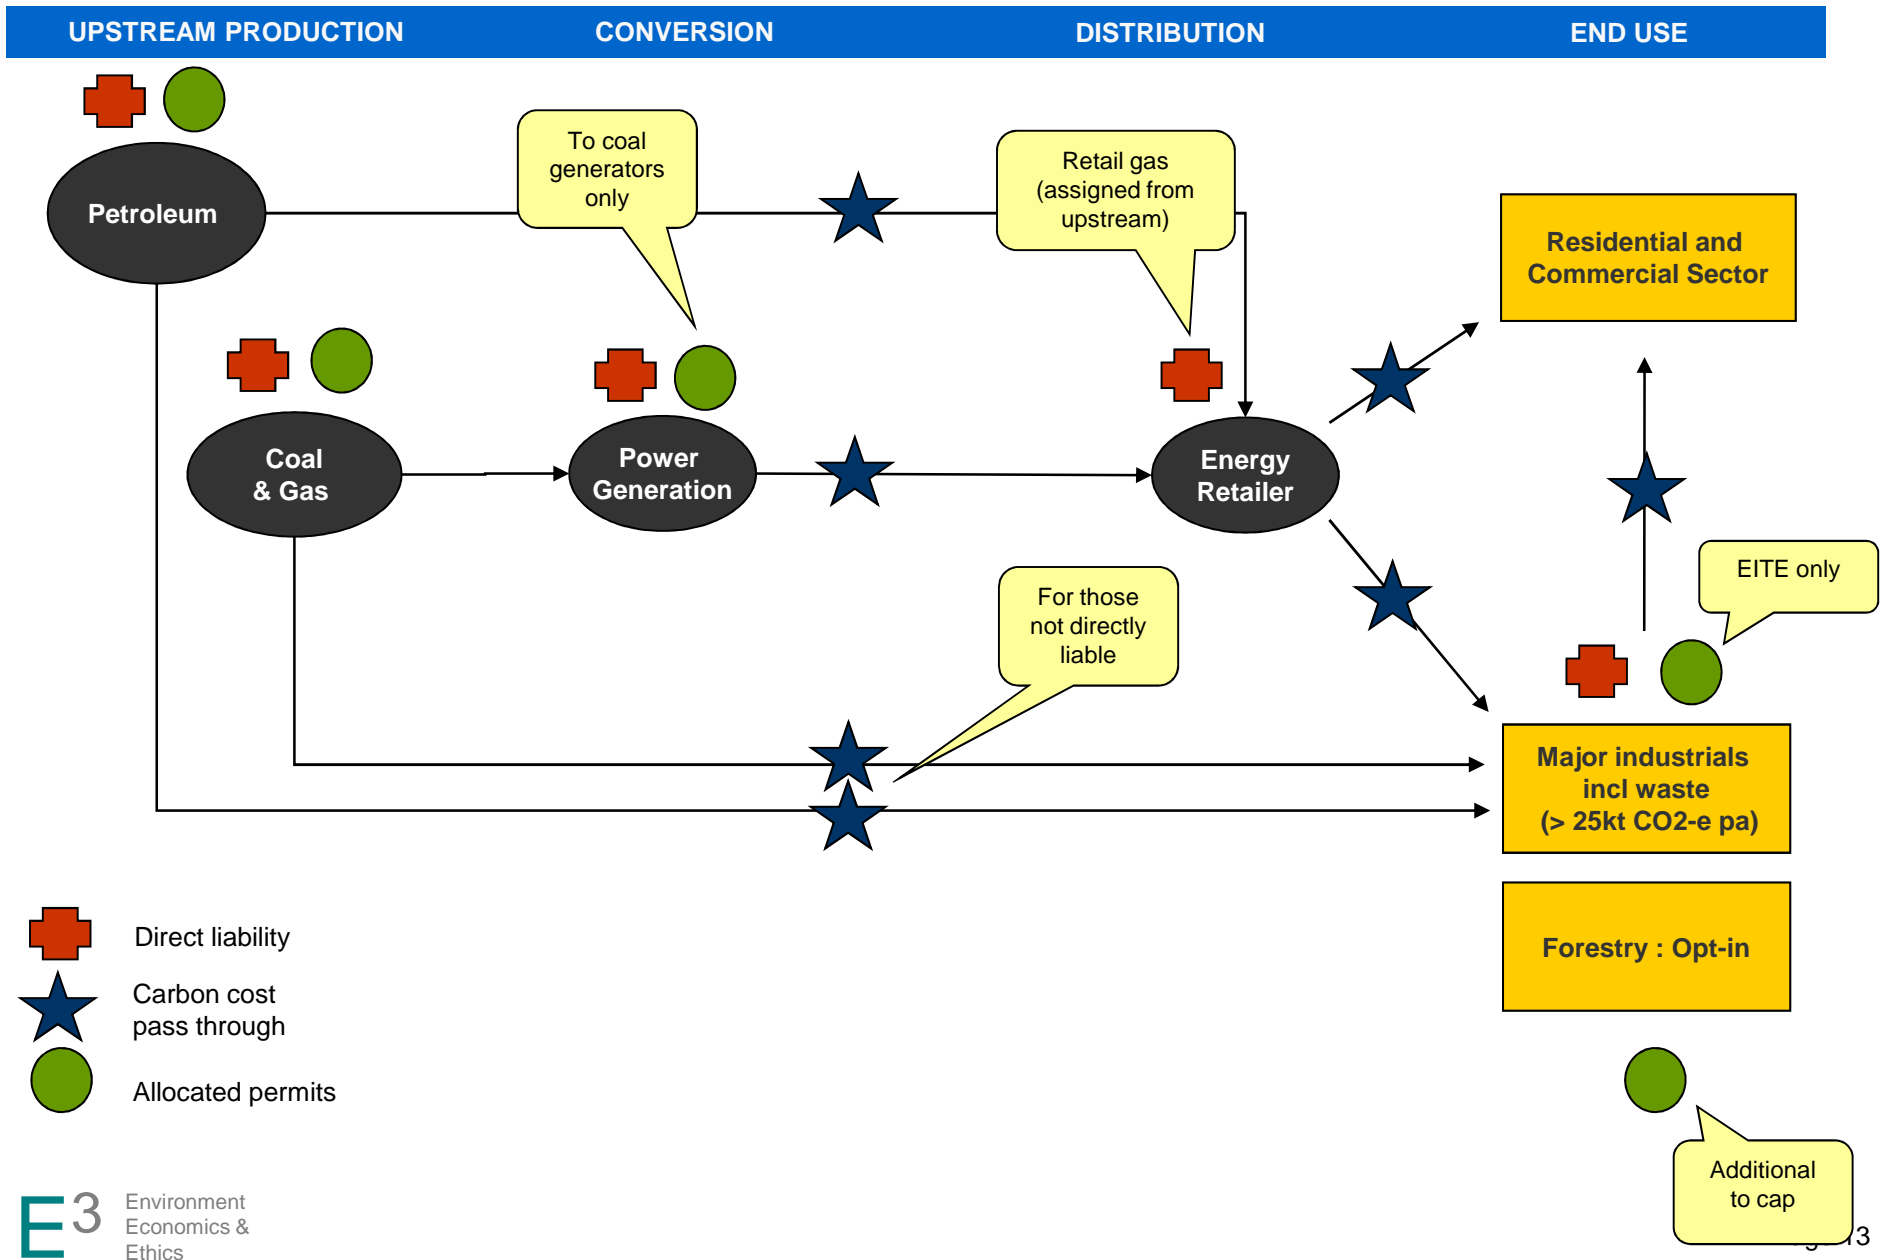 UPSTREAM PRODUCTION
CONVERSION
DISTRIBUTION
END USE
To coal
generators
only
Retail gas
(assigned from
upstream)
Petroleum
Residential and
Commercial Sector
Coal
& Gas
Power
Generation
Energy
Retailer
EITE only
For those
not directly
liable
Major industrials
incl waste
(> 25kt CO2-e pa)
Forestry : Opt-in
Direct liability
Carbon cost
pass through
Allocated permits
Additional
to cap
E3
Environment
Economics &
Ethics
13